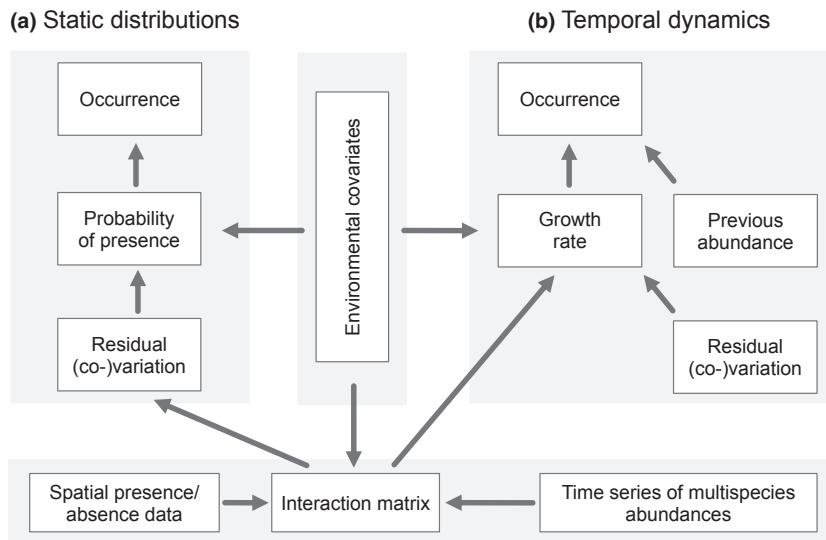 (a) Static distributions
Occurrence
Probability
of presence
Residual
(co-)variation
Environmental covariates
(b) Temporal dynamics
Occurrence
Growth
rate
Previous
abundance
Residual
(co-)variation
Spatial presence/
absence data
Interaction matrix
Time series of multispecies
abundances